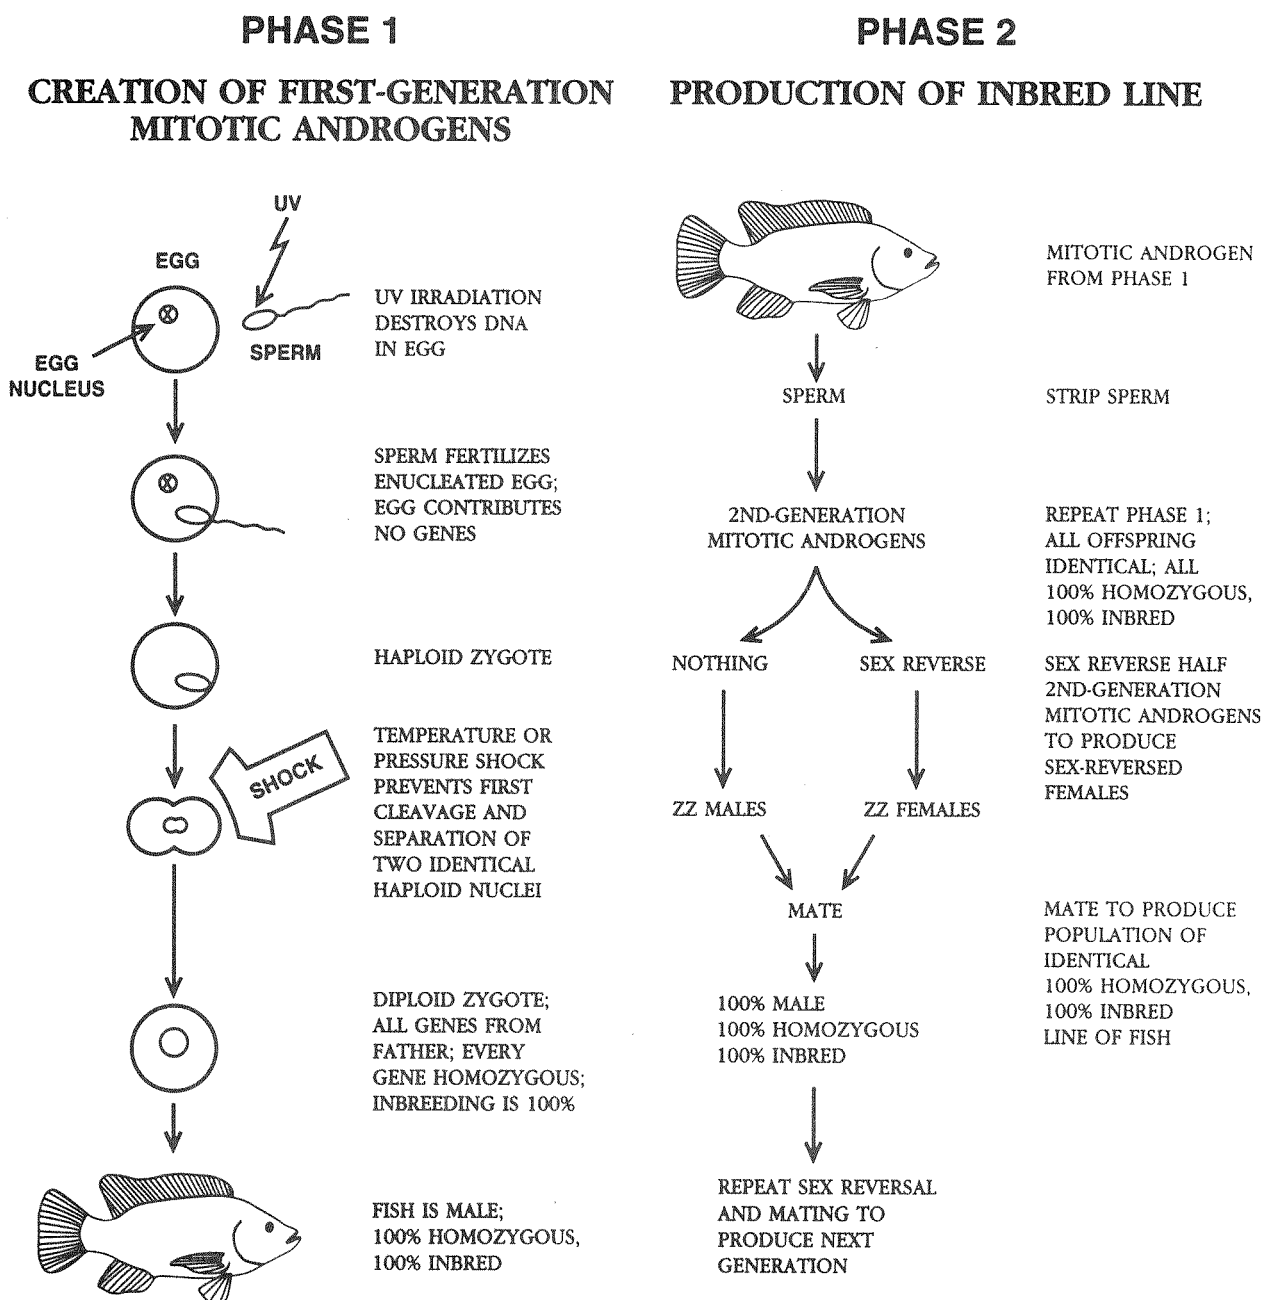 PHASE 1
CREATION OF FIRST-GENERATION
MITOTIC ANDROGENS
UV
EGG
EGG
NUCLEUS
SPERM
UV IRRADIATION
DESTROYS DNA
IN EGG
SPERM FERTILIZES
ENUCLEATED EGG;
EGG CONTRIBUTES
NO GENES
HAPLOID ZYGOTE
SHOCK
TEMPERATURE OR
PRESSURE SHOCK
PREVENTS FIRST
CLEAVAGE AND
SEPARATION OF
TWO IDENTICAL
HAPLOID NUCLEI
DIPLOID ZYGOTE;
ALL GENES FROM
FATHER; EVERY
GENE HOMOZYGOUS;
INBREEDING IS 100%
FISH IS MALE;
100% HOMOZYGOUS,
100% INBRED
PHASE 2
PRODUCTION OF INBRED LINE
MITOTIC ANDROGEN
FROM PHASE 1
SPERM
STRIP SPERM
2ND-GENERATION
MITOTIC ANDROGENS
REPEAT PHASE 1;
ALL OFFSPRING
IDENTICAL; ALL
100% HOMOZYGOUS,
100% INBRED
NOTHING
SEX REVERSE
SEX REVERSE HALF
2ND-GENERATION
MITOTIC ANDROGENS
TO PRODUCE
SEX-REVERSED
FEMALES
ZZ MALES
ZZ FEMALES
MATE
MATE TO PRODUCE
POPULATION OF
IDENTICAL
100% HOMOZYGOUS,
100% INBRED
LINE OF FISH
100% MALE
100% HOMOZYGOUS
100% INBRED
REPEAT SEX REVERSAL
AND MATING TO
PRODUCE NEXT
GENERATION